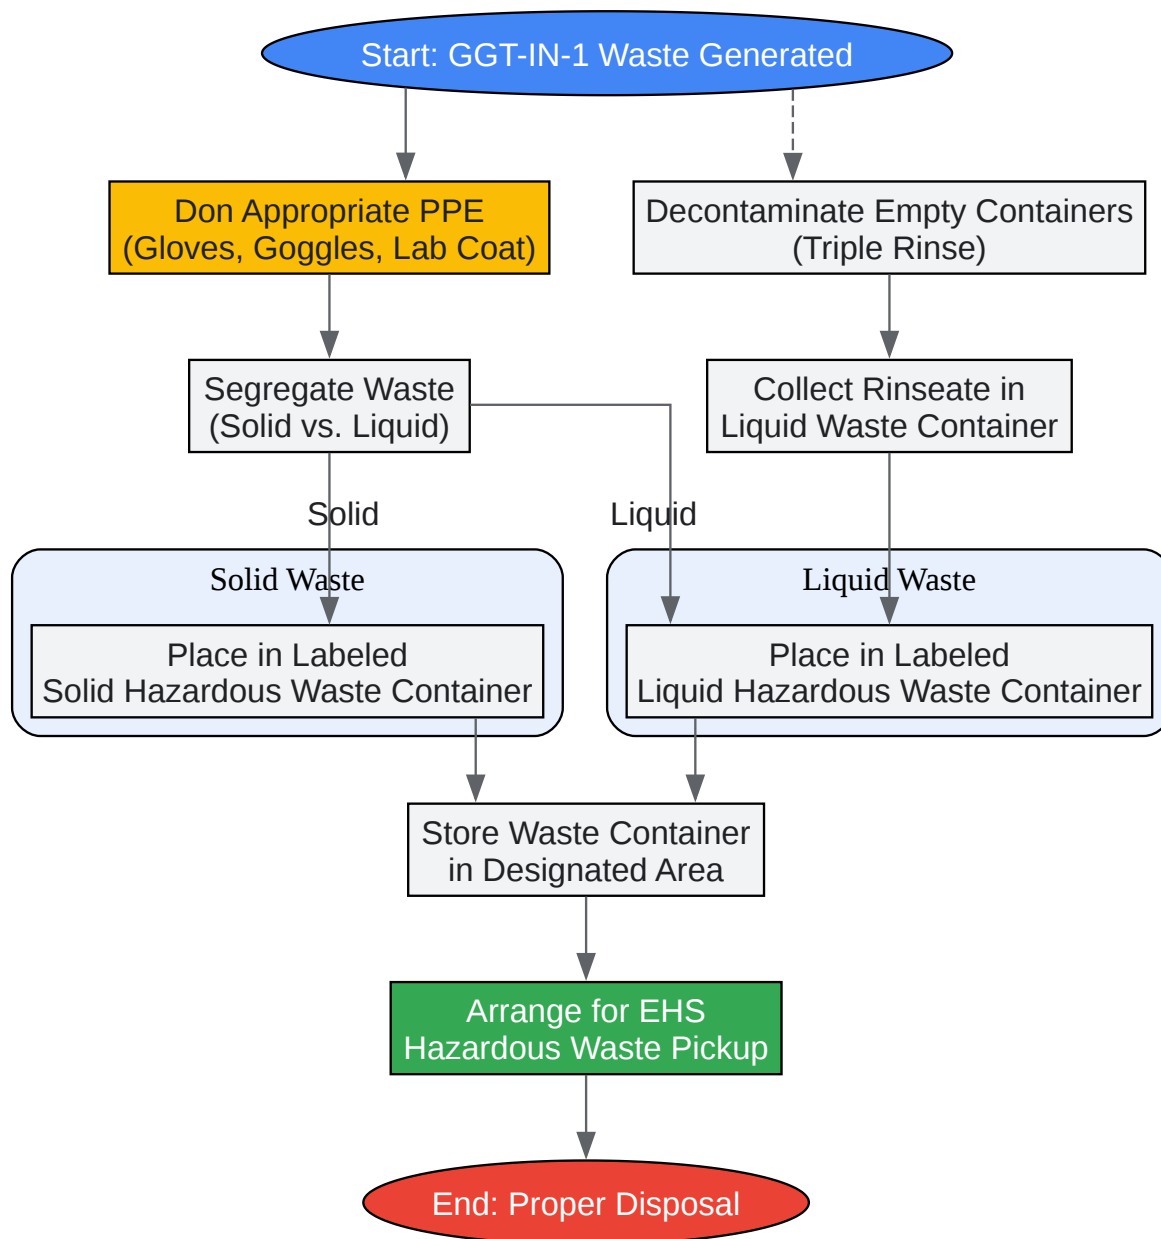 Start: GGT-IN-1 Waste Generated
Don Appropriate PPE
(Gloves, Goggles, Lab Coat)
Decontaminate Empty Containers
(Triple Rinse)
Segregate Waste
(Solid vs. Liquid)
Collect Rinseate in
Liquid Waste Container
Solid
Liquid
Solid Waste
Place in Labeled
Solid Hazardous Waste Container
Liquid Waste
Place in Labeled
Liquid Hazardous Waste Container
Store Waste Container
in Designated Area
Arrange for EHS
Hazardous Waste Pickup
End: Proper Disposal